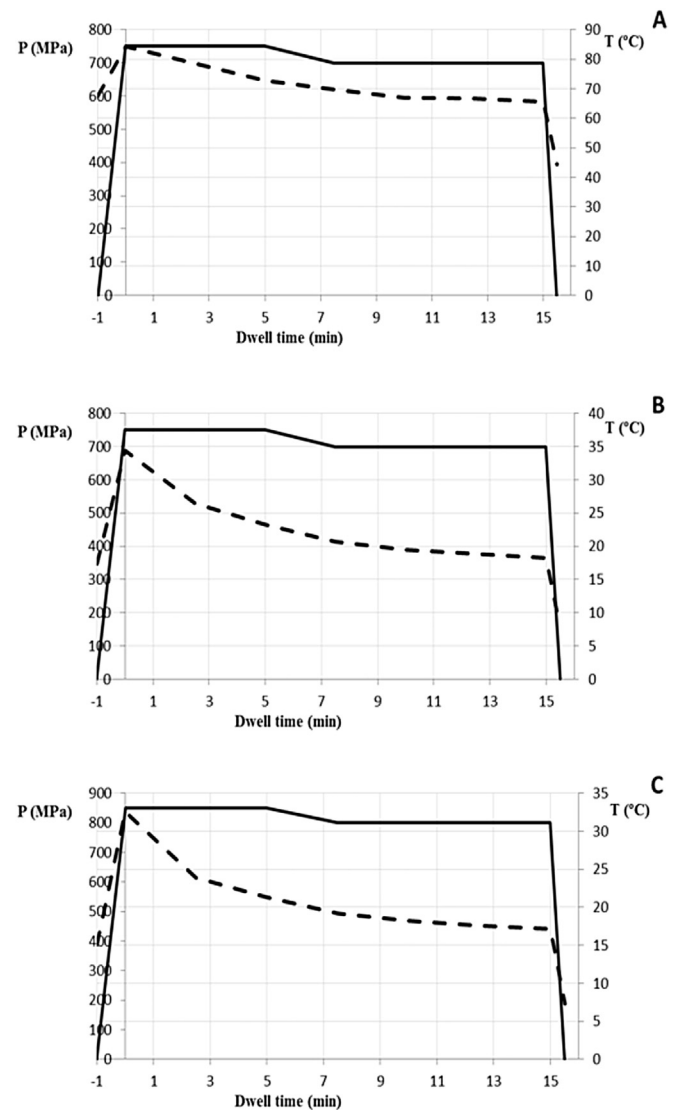 A
P (MPa) T (°C)
800 90
700 80
600 70
500 60
400 50
300 40
200 30
100 20
0 10
0
-1 1 3 5 7 9 11 13 15
Dwell time (min)
B
P (MPa) T (°C)
800 40
700 35
600 30
500 25
400 20
300 15
200 10
100 5
0 0
-1 1 3 5 7 9 11 13 15
Dwell time (min)
C
P (MPa) T (°C)
900 35
800 30
700 25
600 20
500 15
400 10
300 5
200 0
100
0
-1 1 3 5 7 9 11 13 15
Dwell time (min)